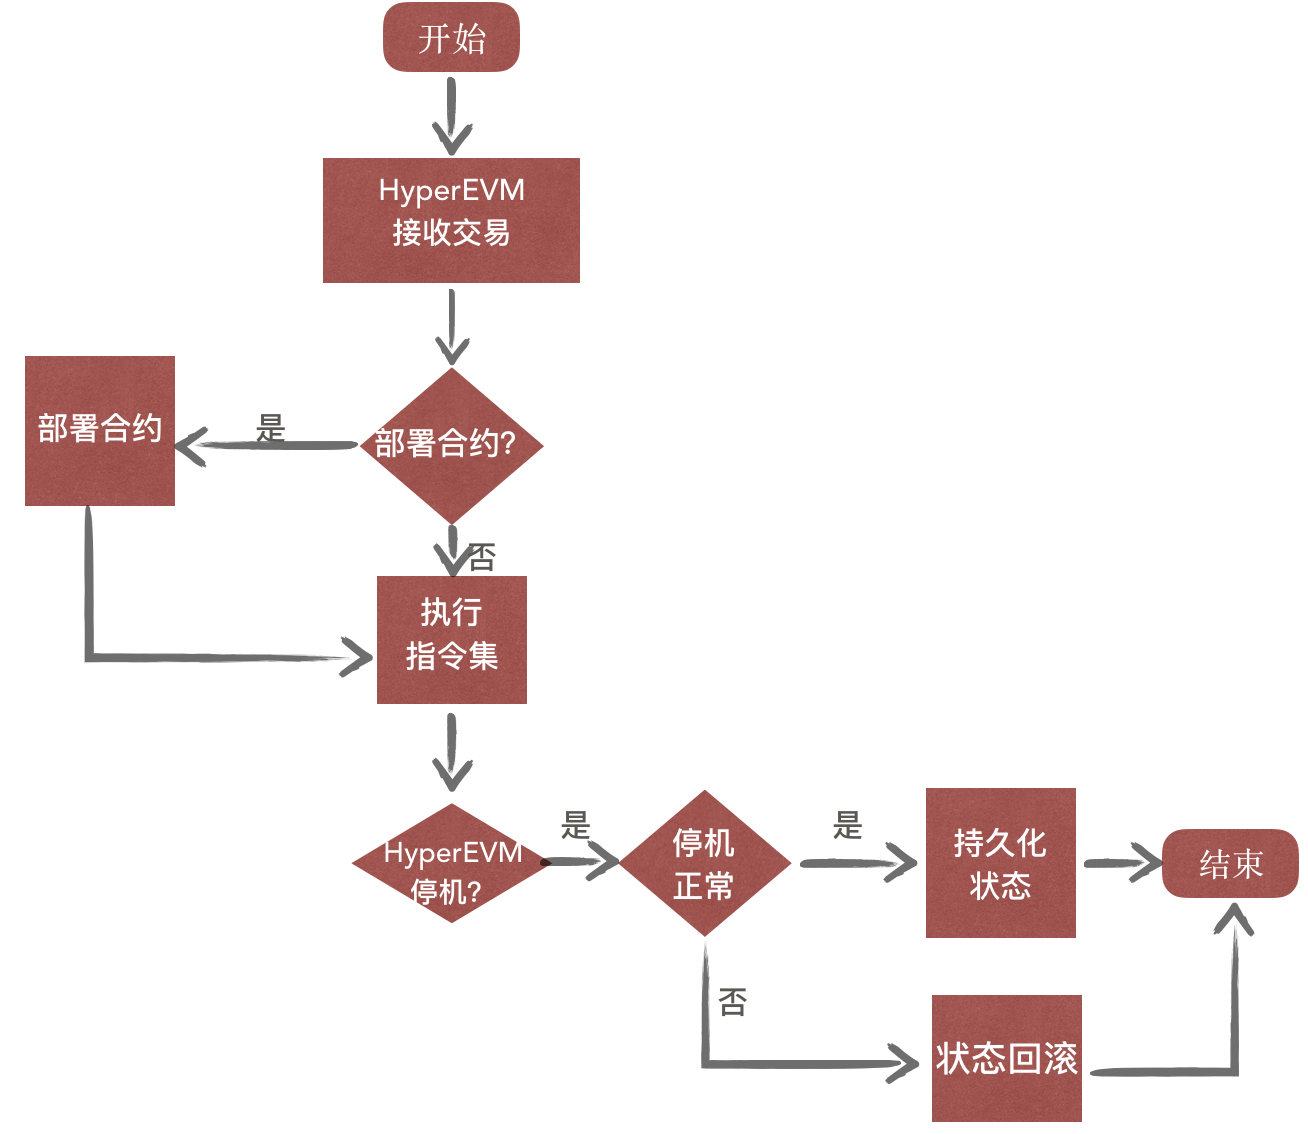 开始
HyperEVM
接收交易
部署合约
是
部署合约?
否
执行
指令集
HyperEVM
停机?
是
停机
正常
是
持久化
状态
结束
否
状态回滚